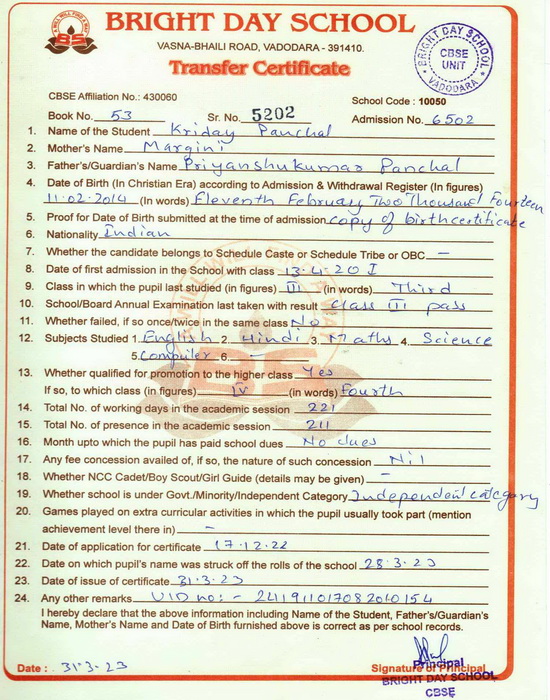 BRIGHT DAY SCHOOL
VASNA-BHAILI ROAD, VADODARA - 391410.
Transfer Certificate
BRIGHT DAY SCHOOL
CBSE
UNIT
VADODARA
CBSE Affiliation No.: 430060
School Code : 10050
Book No. 53 Sr. No. 5202 Admission No. 6502
1. Name of the Student Kriday Panchal
2. Mother's Name Margini
3. Father's/Guardian's Name Priyanshukumar Panchal
4. Date of Birth (In Christian Era) according to Admission & Withdrawal Register (In figures)
11.02.2014 (In words) Eleventh February Two Thousand Fourteen
5. Proof for Date of Birth submitted at the time of admission copy of birth certificate
6. Nationality Indian
7. Whether the candidate belongs to Schedule Caste or Schedule Tribe or OBC –
8. Date of first admission in the School with class 13.4.20 I
9. Class in which the pupil last studied (in figures) III (in words) Third
10. School/Board Annual Examination last taken with result Class III pass
11. Whether failed, if so once/twice in the same class No
12. Subjects Studied 1. English 2. Hindi 3. Maths 4. Science
5. Computer 6. –
13. Whether qualified for promotion to the higher class Yes
If so, to which class (in figures) IV (in words) Fourth
14. Total No. of working days in the academic session 221
15. Total No. of presence in the academic session 211
16. Month upto which the pupil has paid school dues No dues
17. Any fee concession availed of, if so, the nature of such concession Nil
18. Whether NCC Cadet/Boy Scout/Girl Guide (details may be given) –
19. Whether school is under Govt./Minority/Independent Category Independent category
20. Games played on extra curricular activities in which the pupil usually took part (mention
achievement level there in) –
21. Date of application for certificate 17.12.22
22. Date on which pupil's name was struck off the rolls of the school 28.3.23
23. Date of issue of certificate 31.3.23
24. Any other remarks UID no:- 2411911017082010154
I hereby declare that the above information including Name of the Student, Father's/Guardian's
Name, Mother's Name and Date of Birth furnished above is correct as per school records.
Date : 31.3.23
Signature of Principal
Principal
BRIGHT DAY SCHOOL
CBSE